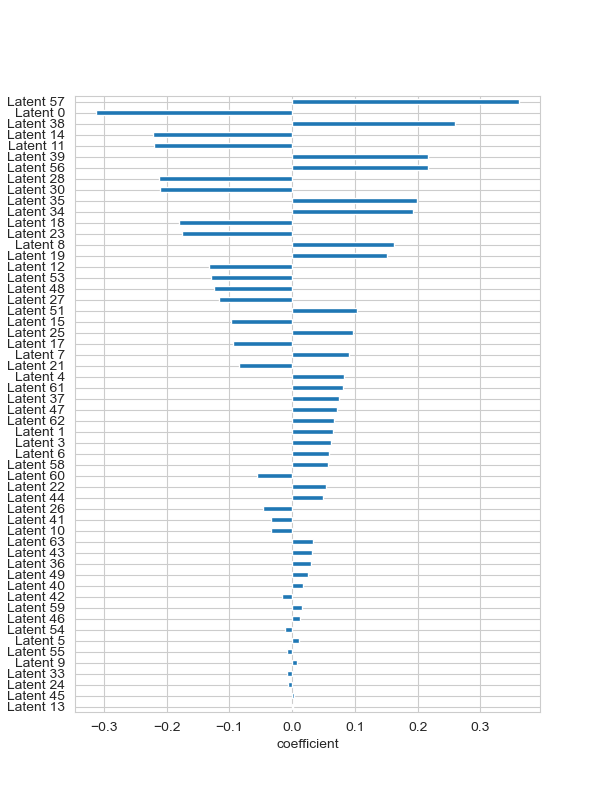 Latent 57
Latent 0
Latent 38
Latent 14
Latent 11
Latent 39
Latent 56
Latent 28
Latent 30
Latent 35
Latent 34
Latent 18
Latent 23
Latent 8
Latent 19
Latent 12
Latent 53
Latent 48
Latent 27
Latent 51
Latent 15
Latent 25
Latent 17
Latent 7
Latent 21
Latent 4
Latent 61
Latent 37
Latent 47
Latent 62
Latent 1
Latent 3
Latent 6
Latent 58
Latent 60
Latent 22
Latent 44
Latent 26
Latent 41
Latent 10
Latent 63
Latent 43
Latent 36
Latent 49
Latent 40
Latent 42
Latent 59
Latent 46
Latent 54
Latent 5
Latent 55
Latent 9
Latent 33
Latent 24
Latent 45
Latent 13
−0.3 −0.2 −0.1 0.0 0.1 0.2 0.3
coefficient